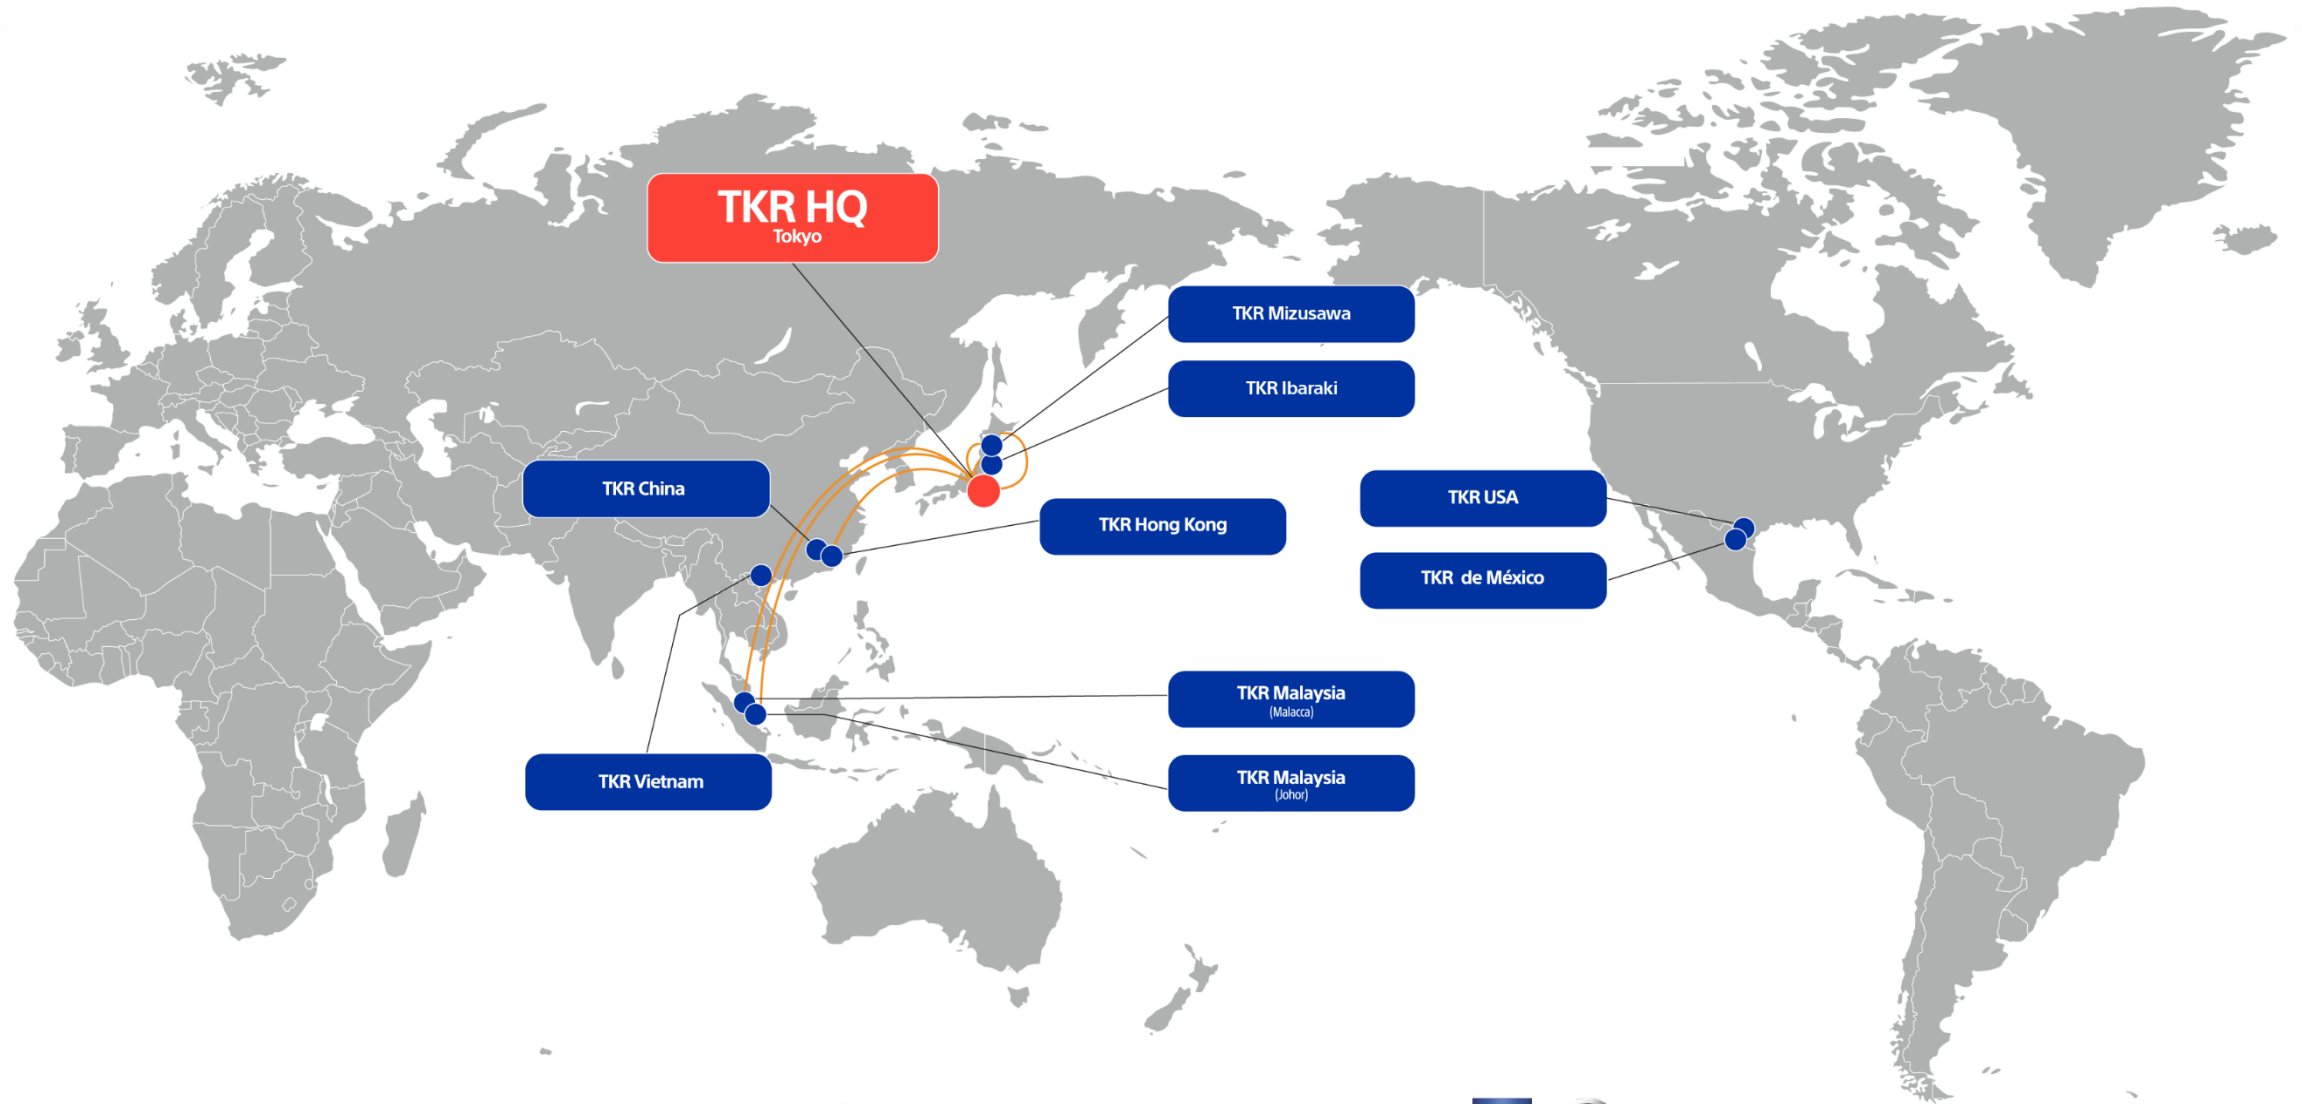 TKR HQ
Tokyo
TKR Mizusawa
TKR Ibaraki
TKR China
TKR Hong Kong
TKR USA
TKR de México
TKR Malaysia
(Malacca)
TKR Vietnam
TKR Malaysia
(Johor)